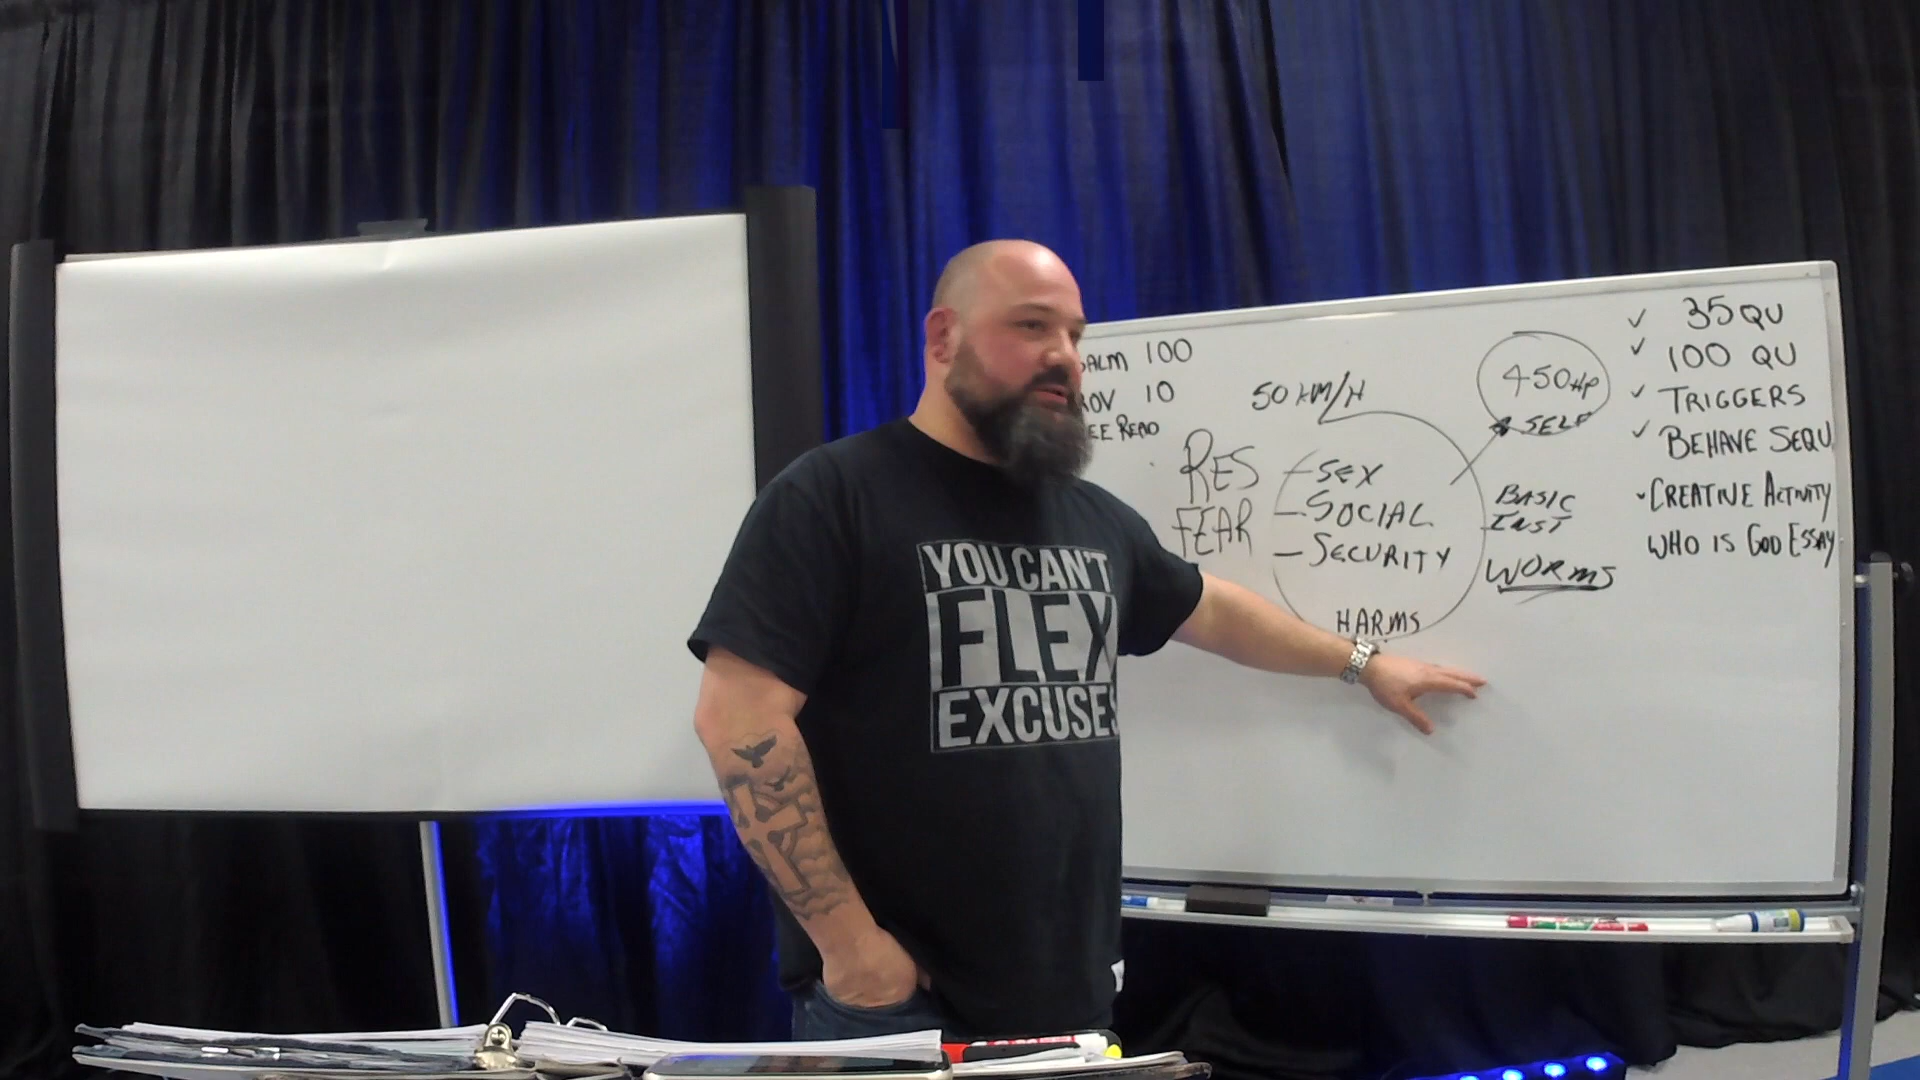 ALM 100
ROV 10
EE READ
50 KM/H
450HP
SELF
RES
FEAR
- SEX
- SOCIAL
- SECURITY
HARMS
BASIC
INST
WORMS
✓ 35 QU
✓ 100 QU
✓ TRIGGERS
✓ BEHAVE SEQU
CREATIVE ACTIVITY
WHO IS GOD ESSAY
YOU CAN'T
FLEX
EXCUSES